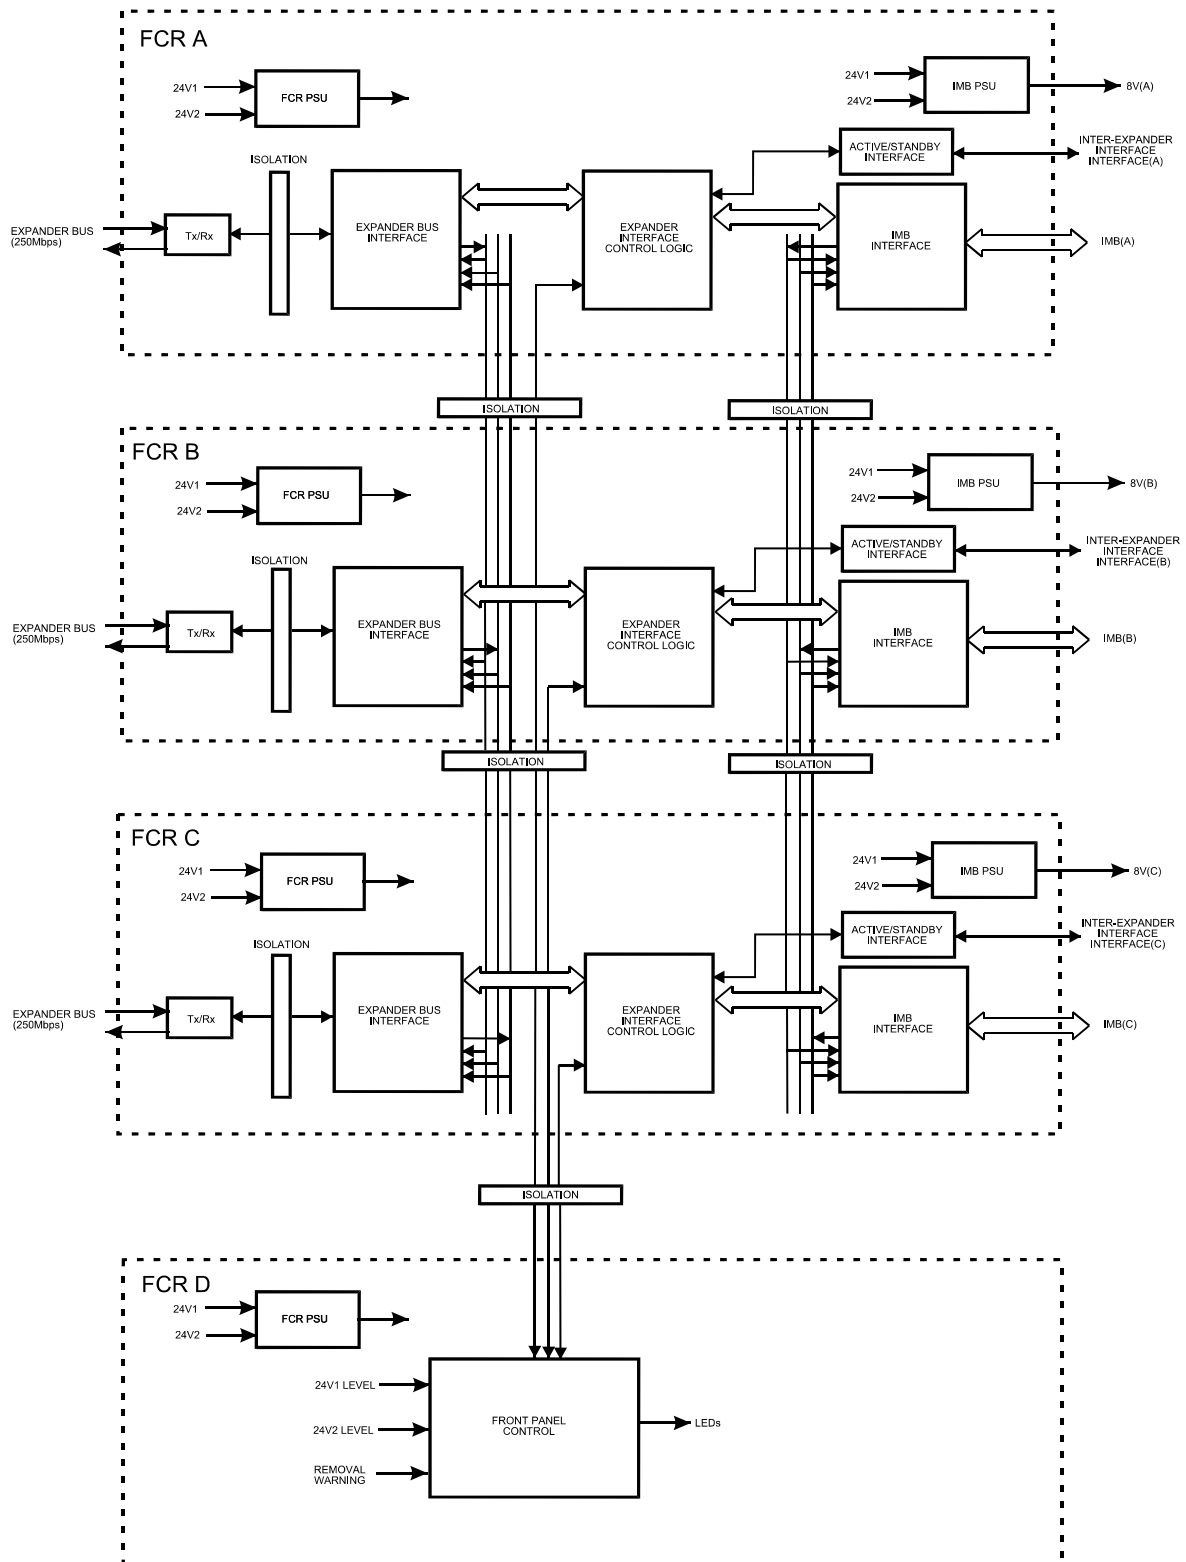 FCR A
24V1
24V2
FCR PSU
24V1
24V2
IMB PSU
8V(A)
ACTIVE/STANDBY
INTERFACE
INTER-EXPANDER
INTERFACE
INTERFACE(A)
ISOLATION
EXPANDER BUS
(250Mbps)
Tx/Rx
EXPANDER BUS
INTERFACE
EXPANDER
INTERFACE
CONTROL LOGIC
IMB
INTERFACE
IMB(A)
ISOLATION
ISOLATION
FCR B
24V1
24V2
FCR PSU
24V1
24V2
IMB PSU
8V(B)
ACTIVE/STANDBY
INTERFACE
INTER-EXPANDER
INTERFACE
INTERFACE(B)
ISOLATION
EXPANDER BUS
(250Mbps)
Tx/Rx
EXPANDER BUS
INTERFACE
EXPANDER
INTERFACE
CONTROL LOGIC
IMB
INTERFACE
IMB(B)
ISOLATION
ISOLATION
FCR C
24V1
24V2
FCR PSU
24V1
24V2
IMB PSU
8V(C)
ACTIVE/STANDBY
INTERFACE
INTER-EXPANDER
INTERFACE
INTERFACE(C)
ISOLATION
EXPANDER BUS
(250Mbps)
Tx/Rx
EXPANDER BUS
INTERFACE
EXPANDER
INTERFACE
CONTROL LOGIC
IMB
INTERFACE
IMB(C)
ISOLATION
FCR D
24V1
24V2
FCR PSU
24V1 LEVEL
24V2 LEVEL
REMOVAL
WARNING
FRONT PANEL
CONTROL
LEDs